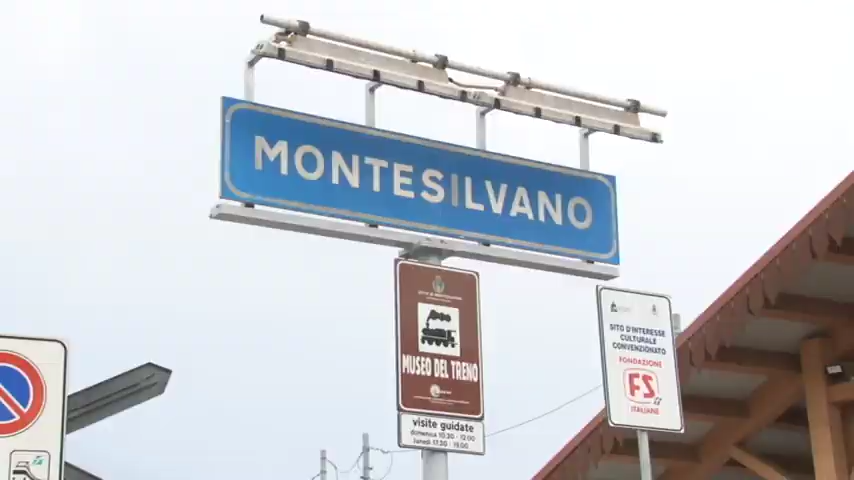 MONTESILVANO
MUSEO DEL TRENO
visite guidate
domenica 10.30 - 12.00
lunedì 17.30 - 19.00
SITO D'INTERESSE
CULTURALE
CONVENZIONATO
FONDAZIONE
FS
ITALIANE